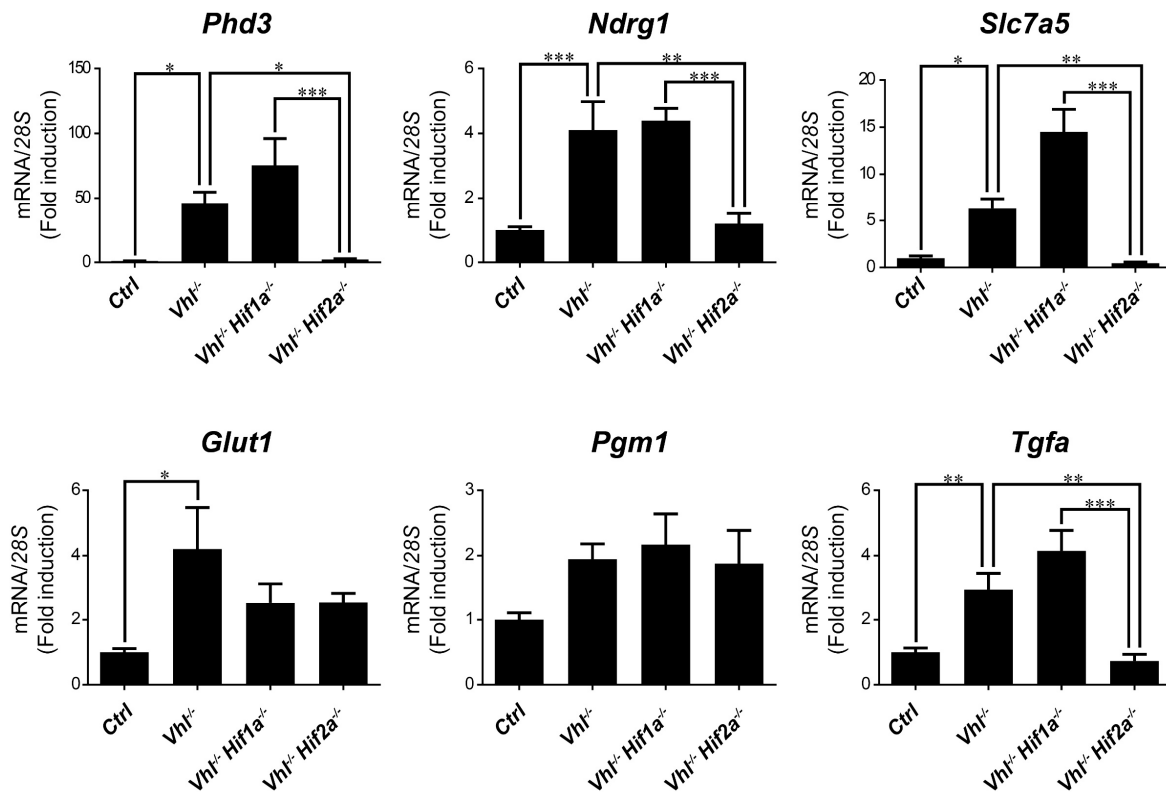 Phd3
mRNA/28S
(Fold induction)
150
100
50
0
*
*
***
Ctrl
Vhl-/-
Vhl-/- Hif1a-/-
Vhl-/- Hif2a-/-
Ndrg1
mRNA/28S
(Fold induction)
6
4
2
0
***
**
***
Ctrl
Vhl-/-
Vhl-/- Hif1a-/-
Vhl-/- Hif2a-/-
Slc7a5
mRNA/28S
(Fold induction)
20
15
10
5
0
*
**
***
Ctrl
Vhl-/-
Vhl-/- Hif1a-/-
Vhl-/- Hif2a-/-
Glut1
mRNA/28S
(Fold induction)
6
4
2
0
*
Ctrl
Vhl-/-
Vhl-/- Hif1a-/-
Vhl-/- Hif2a-/-
Pgm1
mRNA/28S
(Fold induction)
3
2
1
0
Ctrl
Vhl-/-
Vhl-/- Hif1a-/-
Vhl-/- Hif2a-/-
Tgfa
mRNA/28S
(Fold induction)
6
4
2
0
**
**
***
Ctrl
Vhl-/-
Vhl-/- Hif1a-/-
Vhl-/- Hif2a-/-